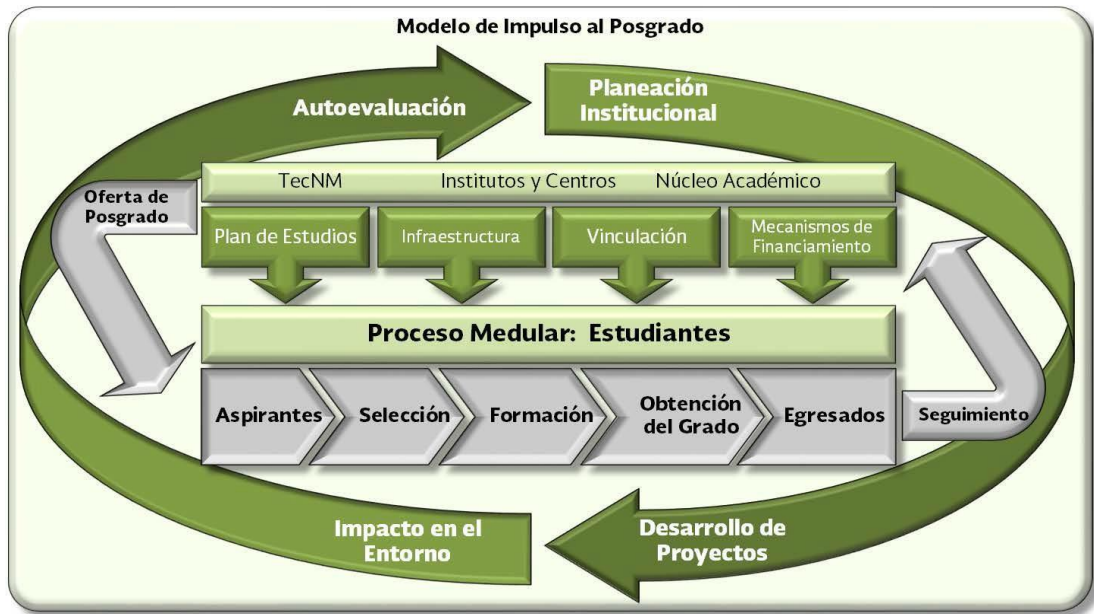 Modelo de Impulso al Posgrado
Autoevaluación
Planeación
Institucional
TecNM Institutos y Centros Núcleo Académico
Oferta de
Posgrado
Plan de Estudios
Infraestructura
Vinculación
Mecanismos de
Financiamiento
Proceso Medular: Estudiantes
Aspirantes
Selección
Formación
Obtención
del Grado
Egresados
Seguimiento
Impacto en el
Entorno
Desarrollo de
Proyectos